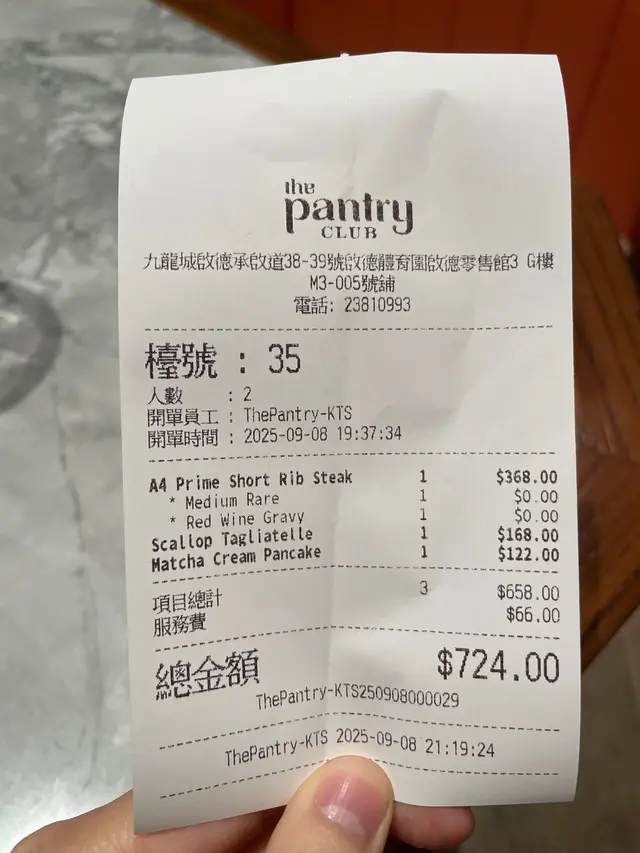 the
pantry
CLUB
九龍城啟德承啟道38-39號啟德體育園啟德零售館3 G樓
M3-005號舖
電話: 23810993
檯號 : 35
人數 : 2
開單員工 : ThePantry-KTS
開單時間 : 2025-09-08 19:37:34
A4 Prime Short Rib Steak 1 $368.00
* Medium Rare 1 $0.00
* Red Wine Gravy 1 $0.00
Scallop Tagliatelle 1 $168.00
Matcha Cream Pancake 1 $122.00
項目總計 3 $658.00
服務費 $66.00
總金額 $724.00
ThePantry-KTS250908000029
ThePantry-KTS 2025-09-08 21:19:24